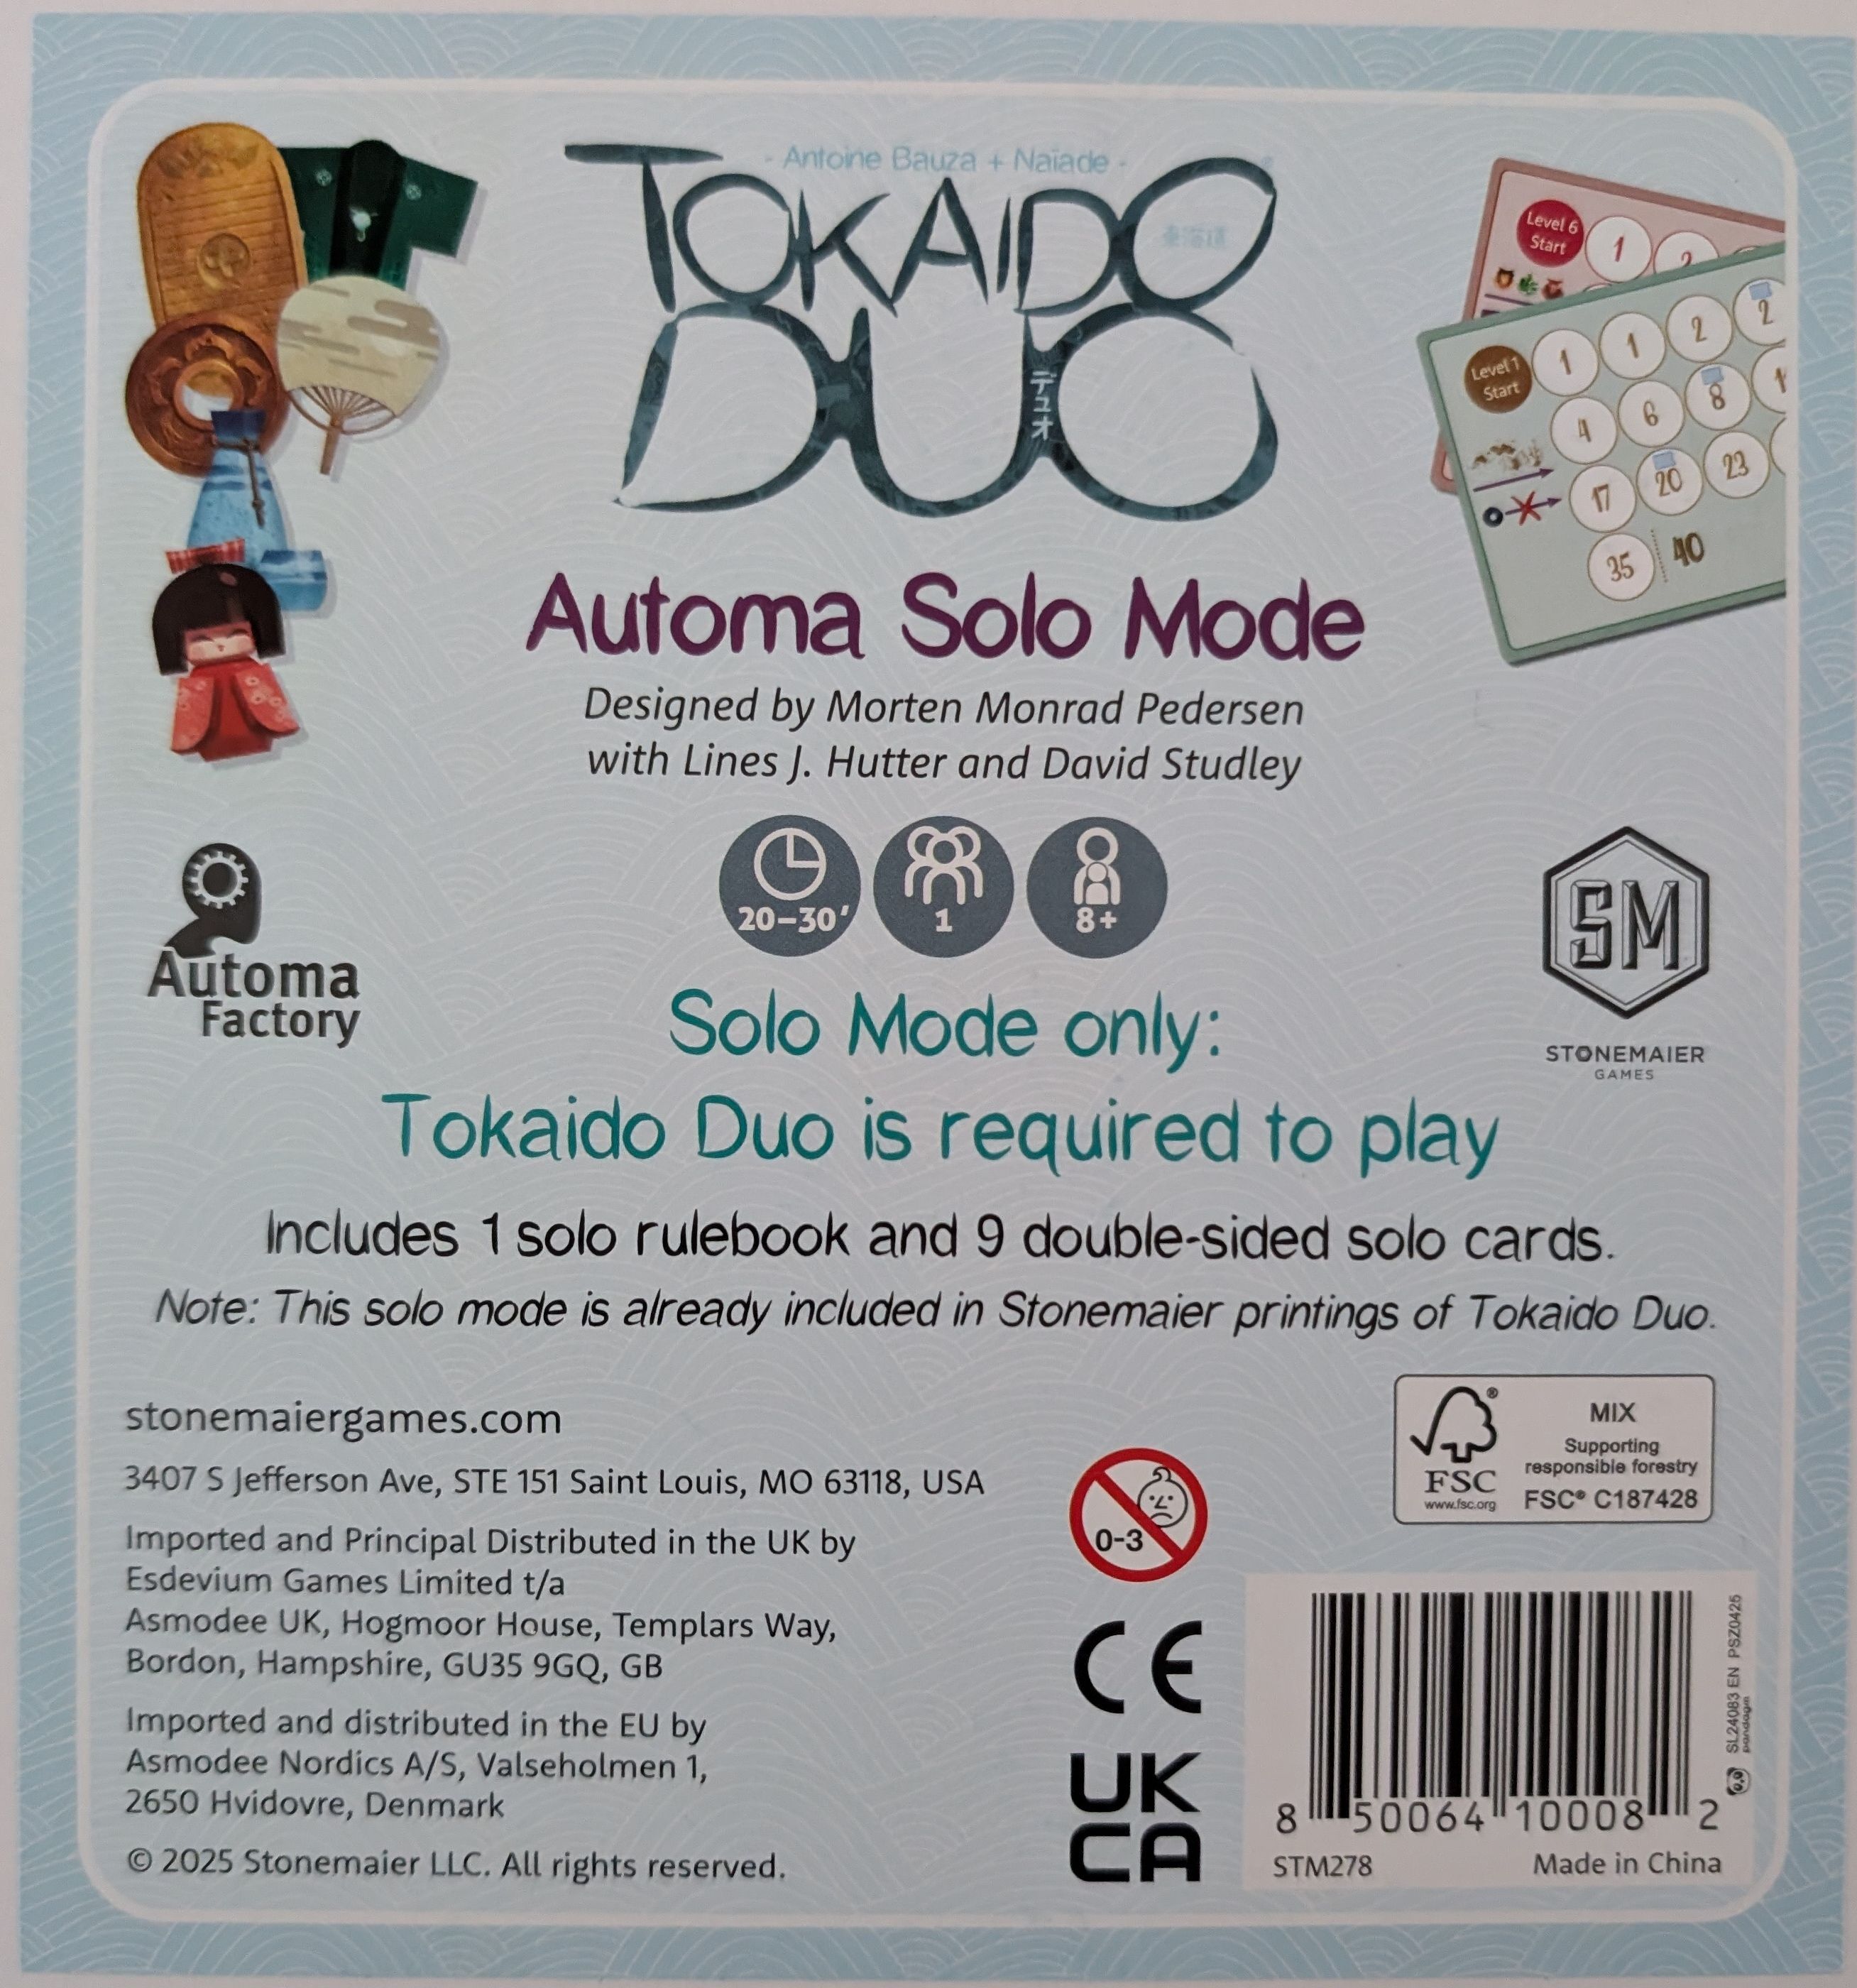 - Antoine Bauza + Naïade -
TOKAIDO
東海道
DUO
デュオ
Level 6
Start
1
2
Level 1
Start
1
1
2
2
4
6
8
17
20
23
35
40
Automa Solo Mode
Designed by Morten Monrad Pedersen
with Lines J. Hutter and David Studley
20–30′
1
8+
Automa
Factory
SM
STONEMAIER
GAMES
Solo Mode only:
Tokaido Duo is required to play
Includes 1 solo rulebook and 9 double-sided solo cards.
Note: This solo mode is already included in Stonemaier printings of Tokaido Duo.
stonemaiergames.com
3407 S Jefferson Ave, STE 151 Saint Louis, MO 63118, USA
Imported and Principal Distributed in the UK by
Esdevium Games Limited t/a
Asmodee UK, Hogmoor House, Templars Way,
Bordon, Hampshire, GU35 9GQ, GB
Imported and distributed in the EU by
Asmodee Nordics A/S, Valseholmen 1,
2650 Hvidovre, Denmark
© 2025 Stonemaier LLC. All rights reserved.
0-3
CE
UK
CA
FSC®
www.fsc.org
MIX
Supporting
responsible forestry
FSC® C187428
SL24083 EN PSZ0425
pandagm
8 50064 10008 2
STM278
Made in China